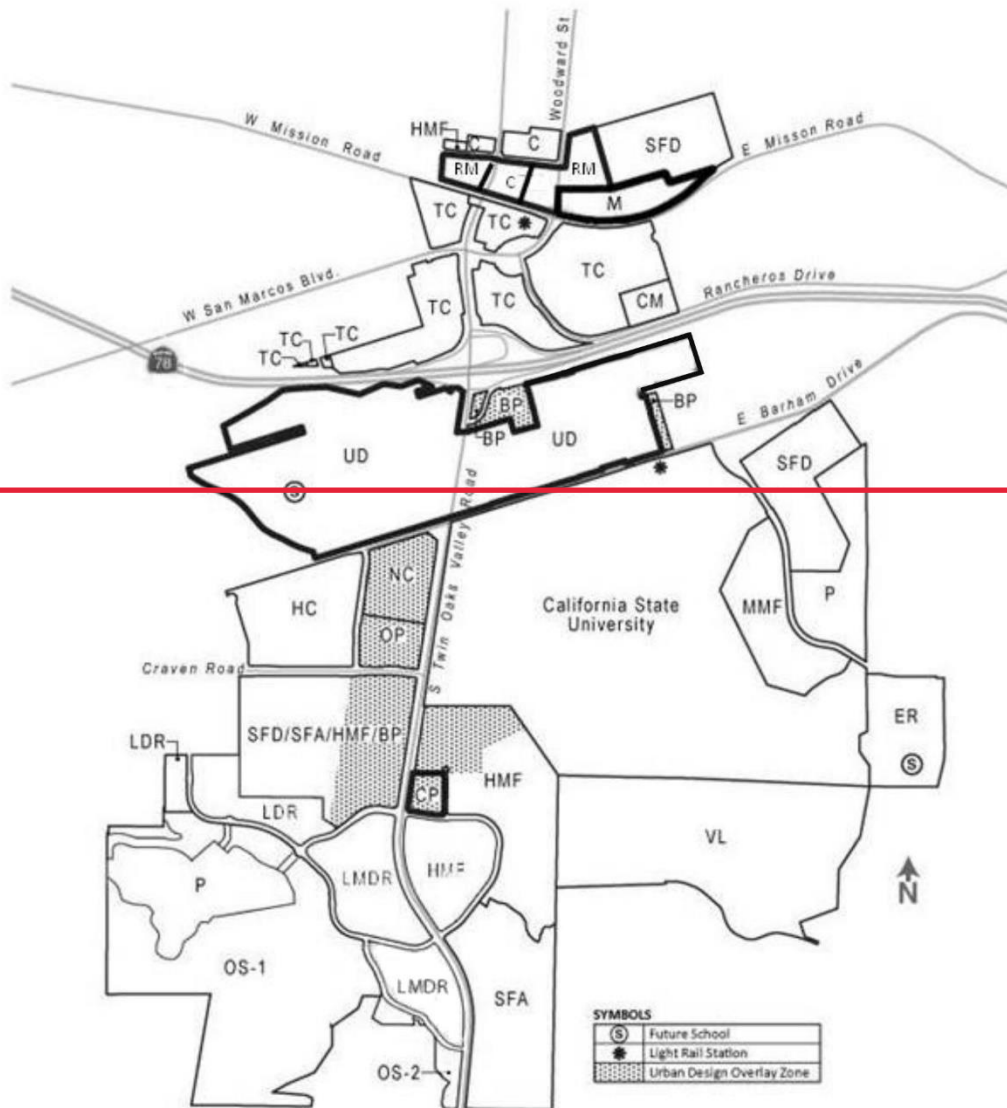 Woodward St
W Mission Road
HMF
C
C
SFD
E Misson Road
RM
C
RM
M
TC
TC
TC
W San Marcos Blvd.
TC
TC
CM
Rancheros Drive
TC
TC
TC
78
BP
BP
BP
E Barham Drive
UD
UD
SFD
S
S Twin Oaks Valley Road
NC
HC
OP
California State
University
MMF
P
Craven Road
SFD/SFA/HMF/BP
ER
S
LDR
HMF
CP
LDR
VL
P
LMDR
HMF
N
OS-1
LMDR
SFA
OS-2
SYMBOLS
S Future School
Light Rail Station
Urban Design Overlay Zone